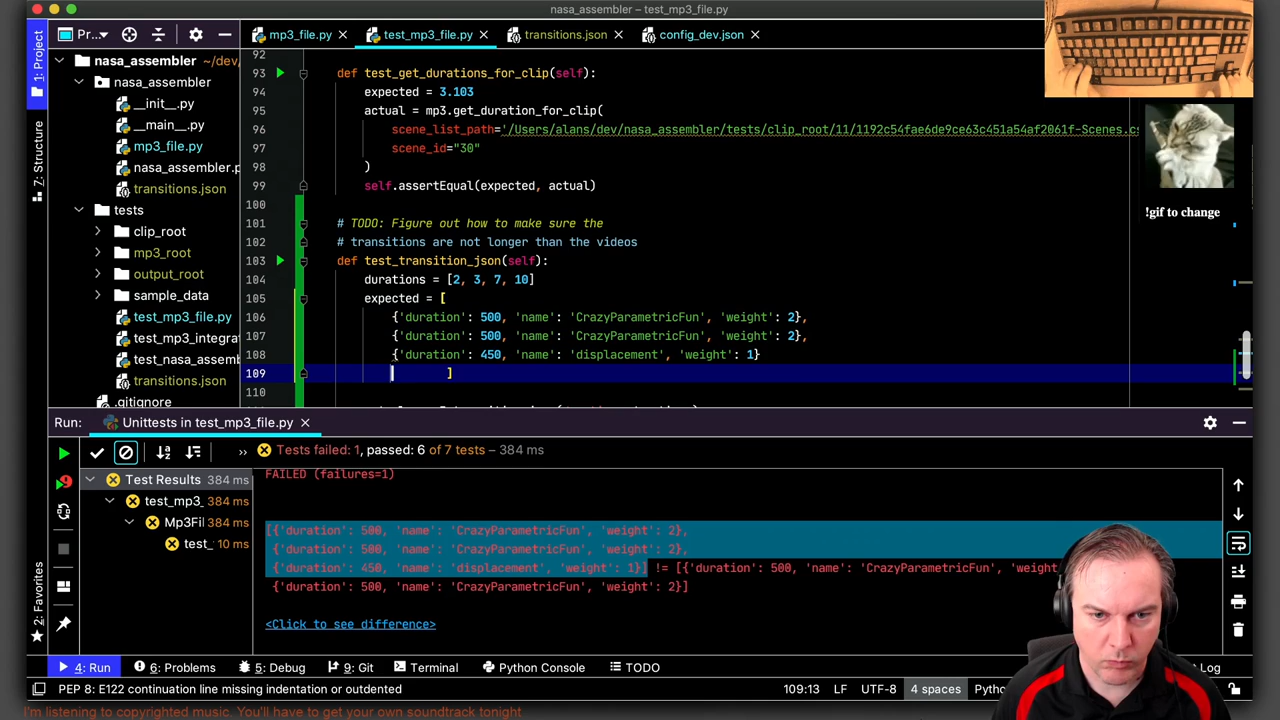 nasa_assembler – test_mp3_file.py
Pr...
mp3_file.py
test_mp3_file.py
transitions.json
config_dev.json
1: Project
7: Structure
2: Favorites
nasa_assembler ~/dev/
nasa_assembler
__init__.py
__main__.py
mp3_file.py
nasa_assembler.p
transitions.json
tests
clip_root
mp3_root
output_root
sample_data
test_mp3_file.py
test_mp3_integra
test_nasa_assemb
transitions.json
.gitignore
92
93 def test_get_durations_for_clip(self):
94 expected = 3.103
95 actual = mp3.get_duration_for_clip(
96 scene_list_path='/Users/alans/dev/nasa_assembler/tests/clip_root/11/1192c54fae6de9ce63c451a54af2061f-Scenes.cs
97 scene_id="30"
98 )
99 self.assertEqual(expected, actual)
100
101 # TODO: Figure out how to make sure the
102 # transitions are not longer than the videos
103 def test_transition_json(self):
104 durations = [2, 3, 7, 10]
105 expected = [
106 {'duration': 500, 'name': 'CrazyParametricFun', 'weight': 2},
107 {'duration': 500, 'name': 'CrazyParametricFun', 'weight': 2},
108 {'duration': 450, 'name': 'displacement', 'weight': 1}
109 ]
110
!gif to change
Run: Unittests in test_mp3_file.py
» Tests failed: 1, passed: 6 of 7 tests – 384 ms
Test Results 384 ms
test_mp3_ 384 ms
Mp3Fil 384 ms
test_ 10 ms
FAILED (failures=1)
[{'duration': 500, 'name': 'CrazyParametricFun', 'weight': 2},
{'duration': 500, 'name': 'CrazyParametricFun', 'weight': 2},
{'duration': 450, 'name': 'displacement', 'weight': 1}] != [{'duration': 500, 'name': 'CrazyParametricFun', 'weight
{'duration': 500, 'name': 'CrazyParametricFun', 'weight': 2}]
<Click to see difference>
4: Run
6: Problems
5: Debug
9: Git
Terminal
Python Console
TODO
Log
PEP 8: E122 continuation line missing indentation or outdented
109:13 LF UTF-8 4 spaces Pytho
I'm listening to copyrighted music. You'll have to get your own soundtrack tonight